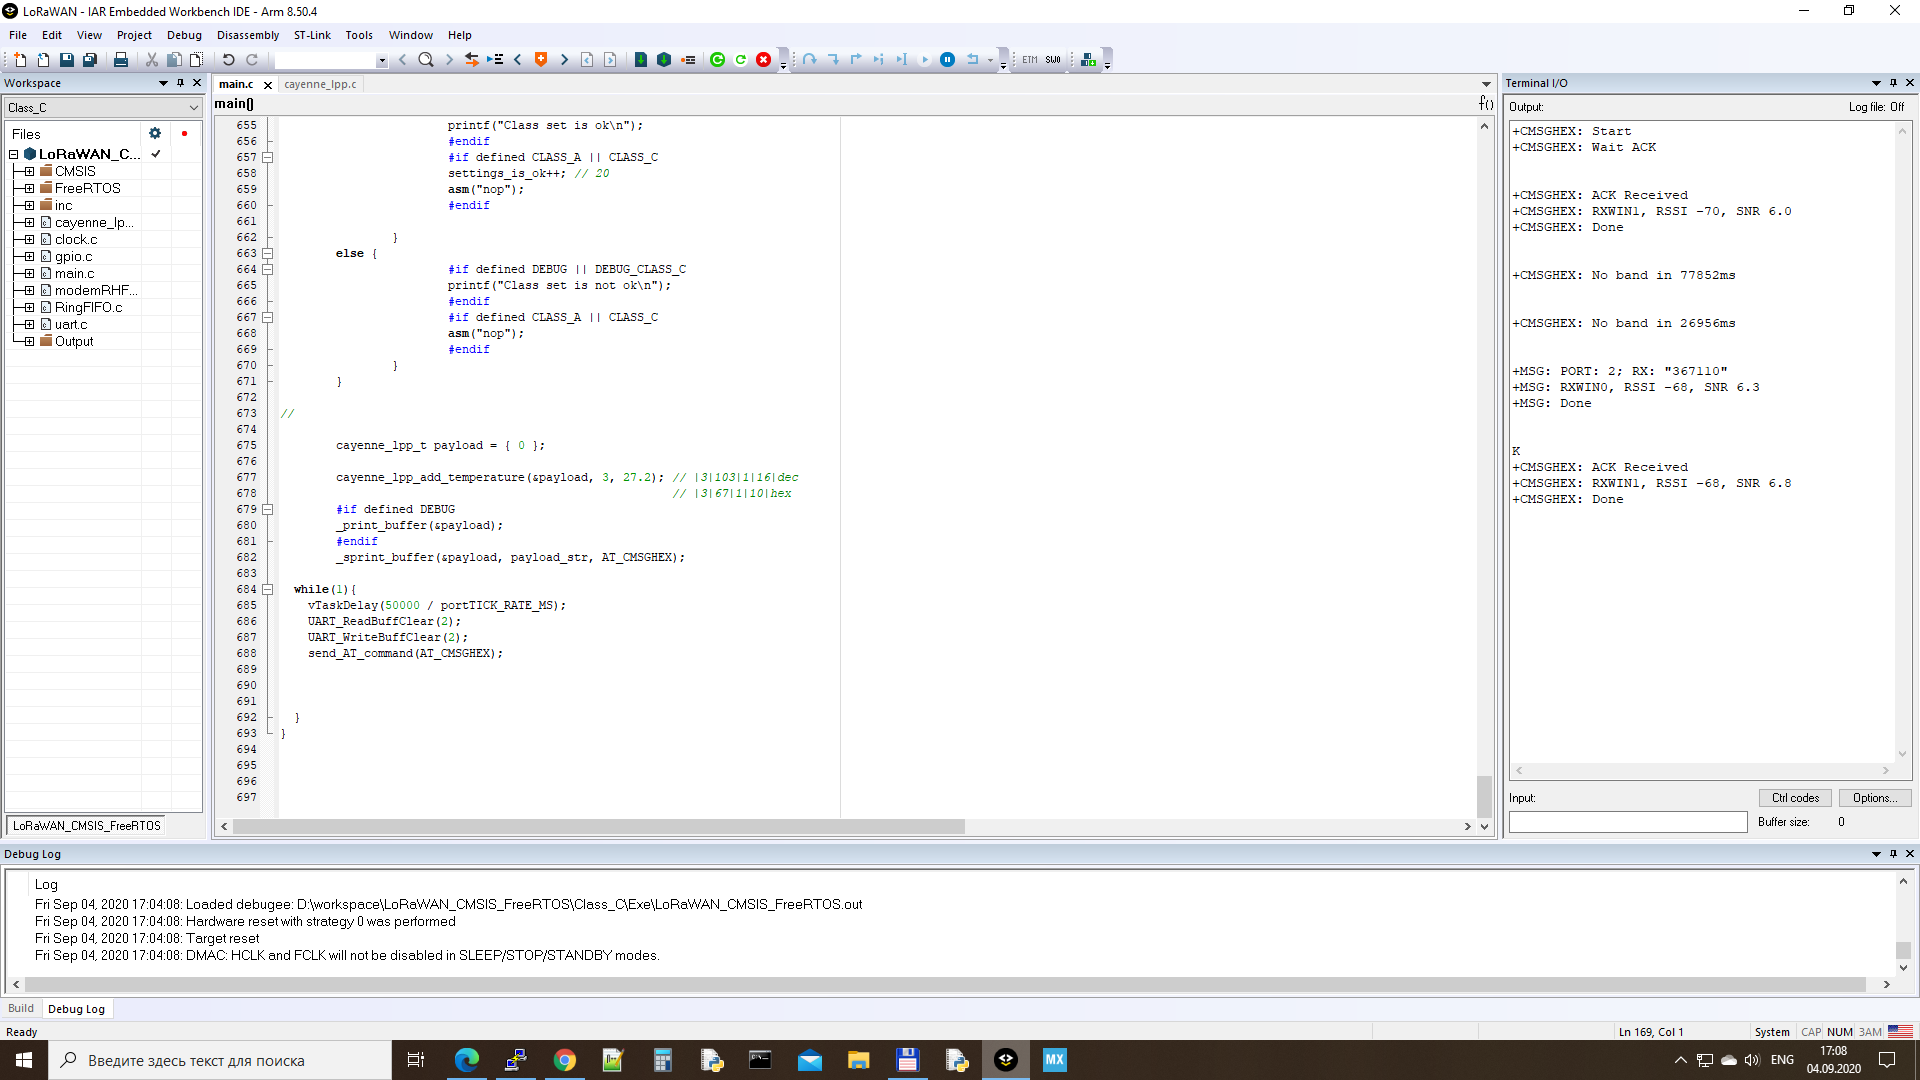 LoRaWAN - IAR Embedded Workbench IDE - Arm 8.50.4
File Edit View Project Debug Disassembly ST-Link Tools Window Help
ETM SWO
Workspace
Class_C
Files
LoRaWAN_C...
CMSIS
FreeRTOS
inc
cayenne_lp...
clock.c
gpio.c
main.c
modemRHF...
RingFIFO.c
uart.c
Output
LoRaWAN_CMSIS_FreeRTOS
main.c cayenne_lpp.c
main()
f()
655 printf("Class set is ok\n");
656 #endif
657 #if defined CLASS_A || CLASS_C
658 settings_is_ok++; // 20
659 asm("nop");
660 #endif
661
662 }
663 else {
664 #if defined DEBUG || DEBUG_CLASS_C
665 printf("Class set is not ok\n");
666 #endif
667 #if defined CLASS_A || CLASS_C
668 asm("nop");
669 #endif
670 }
671 }
672
673 //
674
675 cayenne_lpp_t payload = { 0 };
676
677 cayenne_lpp_add_temperature(&payload, 3, 27.2); // |3|103|1|16|dec
678 // |3|67|1|10|hex
679 #if defined DEBUG
680 _print_buffer(&payload);
681 #endif
682 _sprint_buffer(&payload, payload_str, AT_CMSGHEX);
683
684 while(1){
685 vTaskDelay(50000 / portTICK_RATE_MS);
686 UART_ReadBuffClear(2);
687 UART_WriteBuffClear(2);
688 send_AT_command(AT_CMSGHEX);
689
690
691
692 }
693 }
694
695
696
697
Terminal I/O
Output: Log file: Off
+CMSGHEX: Start
+CMSGHEX: Wait ACK
+CMSGHEX: ACK Received
+CMSGHEX: RXWIN1, RSSI -70, SNR 6.0
+CMSGHEX: Done
+CMSGHEX: No band in 77852ms
+CMSGHEX: No band in 26956ms
+MSG: PORT: 2; RX: "367110"
+MSG: RXWIN0, RSSI -68, SNR 6.3
+MSG: Done
K
+CMSGHEX: ACK Received
+CMSGHEX: RXWIN1, RSSI -68, SNR 6.8
+CMSGHEX: Done
Input: Ctrl codes Options...
Buffer size: 0
Debug Log
Log
Fri Sep 04, 2020 17:04:08: Loaded debugee: D:\workspace\LoRaWAN_CMSIS_FreeRTOS\Class_C\Exe\LoRaWAN_CMSIS_FreeRTOS.out
Fri Sep 04, 2020 17:04:08: Hardware reset with strategy 0 was performed
Fri Sep 04, 2020 17:04:08: Target reset
Fri Sep 04, 2020 17:04:08: DMAC: HCLK and FCLK will not be disabled in SLEEP/STOP/STANDBY modes.
Build Debug Log
Ready Ln 169, Col 1 System CAP NUM ЗАМ
Введите здесь текст для поиска
MX
ENG
17:08
04.09.2020